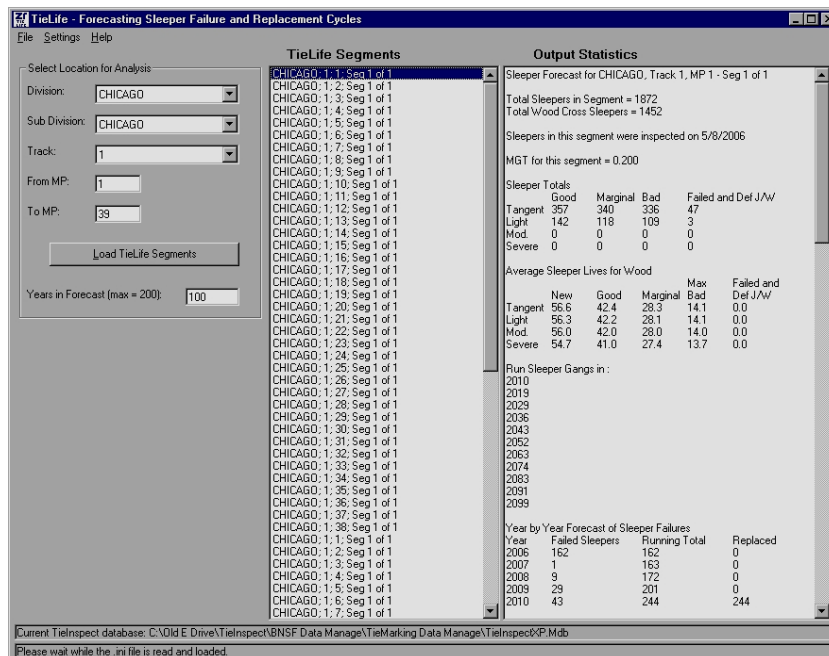 TieLife - Forecasting Sleeper Failure and Replacement Cycles
File Settings Help
Select Location for Analysis
Division: CHICAGO
Sub Division: CHICAGO
Track: 1
From MP: 1
To MP: 39
Load TieLife Segments
Years in Forecast (max = 200): 100
TieLife Segments
CHICAGO; 1; 1; Seg 1 of 1
CHICAGO; 1; 2; Seg 1 of 1
CHICAGO; 1; 3; Seg 1 of 1
CHICAGO; 1; 4; Seg 1 of 1
CHICAGO; 1; 5; Seg 1 of 1
CHICAGO; 1; 6; Seg 1 of 1
CHICAGO; 1; 7; Seg 1 of 1
CHICAGO; 1; 8; Seg 1 of 1
CHICAGO; 1; 9; Seg 1 of 1
CHICAGO; 1; 10; Seg 1 of 1
CHICAGO; 1; 11; Seg 1 of 1
CHICAGO; 1; 12; Seg 1 of 1
CHICAGO; 1; 13; Seg 1 of 1
CHICAGO; 1; 14; Seg 1 of 1
CHICAGO; 1; 15; Seg 1 of 1
CHICAGO; 1; 16; Seg 1 of 1
CHICAGO; 1; 17; Seg 1 of 1
CHICAGO; 1; 18; Seg 1 of 1
CHICAGO; 1; 19; Seg 1 of 1
CHICAGO; 1; 20; Seg 1 of 1
CHICAGO; 1; 21; Seg 1 of 1
CHICAGO; 1; 22; Seg 1 of 1
CHICAGO; 1; 23; Seg 1 of 1
CHICAGO; 1; 24; Seg 1 of 1
CHICAGO; 1; 25; Seg 1 of 1
CHICAGO; 1; 26; Seg 1 of 1
CHICAGO; 1; 27; Seg 1 of 1
CHICAGO; 1; 28; Seg 1 of 1
CHICAGO; 1; 29; Seg 1 of 1
CHICAGO; 1; 30; Seg 1 of 1
CHICAGO; 1; 31; Seg 1 of 1
CHICAGO; 1; 32; Seg 1 of 1
CHICAGO; 1; 33; Seg 1 of 1
CHICAGO; 1; 34; Seg 1 of 1
CHICAGO; 1; 35; Seg 1 of 1
CHICAGO; 1; 36; Seg 1 of 1
CHICAGO; 1; 37; Seg 1 of 1
CHICAGO; 1; 38; Seg 1 of 1
CHICAGO; 1; 1; Seg 1 of 1
CHICAGO; 1; 2; Seg 1 of 1
CHICAGO; 1; 3; Seg 1 of 1
CHICAGO; 1; 4; Seg 1 of 1
CHICAGO; 1; 5; Seg 1 of 1
CHICAGO; 1; 6; Seg 1 of 1
CHICAGO; 1; 7; Seg 1 of 1
Output Statistics
Sleeper Forecast for CHICAGO, Track 1, MP 1 - Seg 1 of 1
Total Sleepers in Segment = 1872
Total Wood Cross Sleepers = 1452
Sleepers in this segment were inspected on 5/8/2006
MGT for this segment = 0.200
Sleeper Totals
Good Marginal Bad Failed and Def J/W
Tangent 357 340 336 47
Light 142 118 109 3
Mod. 0 0 0 0
Severe 0 0 0 0
Average Sleeper Lives for Wood
Max Failed and
New Good Marginal Bad Def J/W
Tangent 56.6 42.4 28.3 14.1 0.0
Light 56.3 42.2 28.1 14.1 0.0
Mod. 56.0 42.0 28.0 14.0 0.0
Severe 54.7 41.0 27.4 13.7 0.0
Run Sleeper Gangs in :
2010
2019
2029
2036
2043
2052
2063
2074
2083
2091
2099
Year by Year Forecast of Sleeper Failures
Year Failed Sleepers Running Total Replaced
2006 162 162 0
2007 1 163 0
2008 9 172 0
2009 29 201 0
2010 43 244 244
Current TieInspect database: C:\Old E Drive\TieInspect\BNSF Data Manage\TieMarking Data Manage\TieInspectXP.Mdb
Please wait while the .ini file is read and loaded.